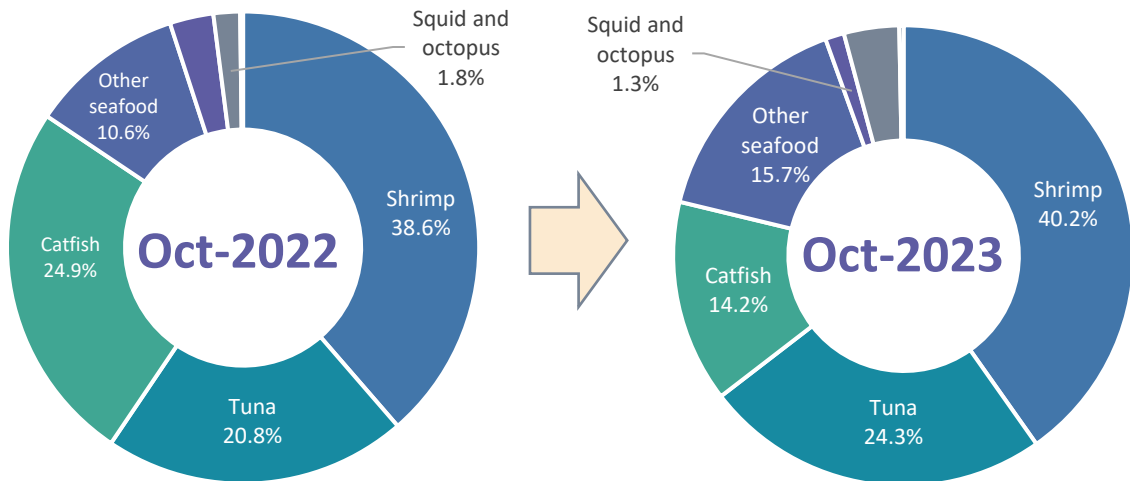 Squid and
octopus
1.8%
Other
seafood
10.6%
Shrimp
38.6%
Catfish
24.9%
Oct-2022
Tuna
20.8%
Squid and
octopus
1.3%
Other
seafood
15.7%
Shrimp
40.2%
Catfish
14.2%
Oct-2023
Tuna
24.3%